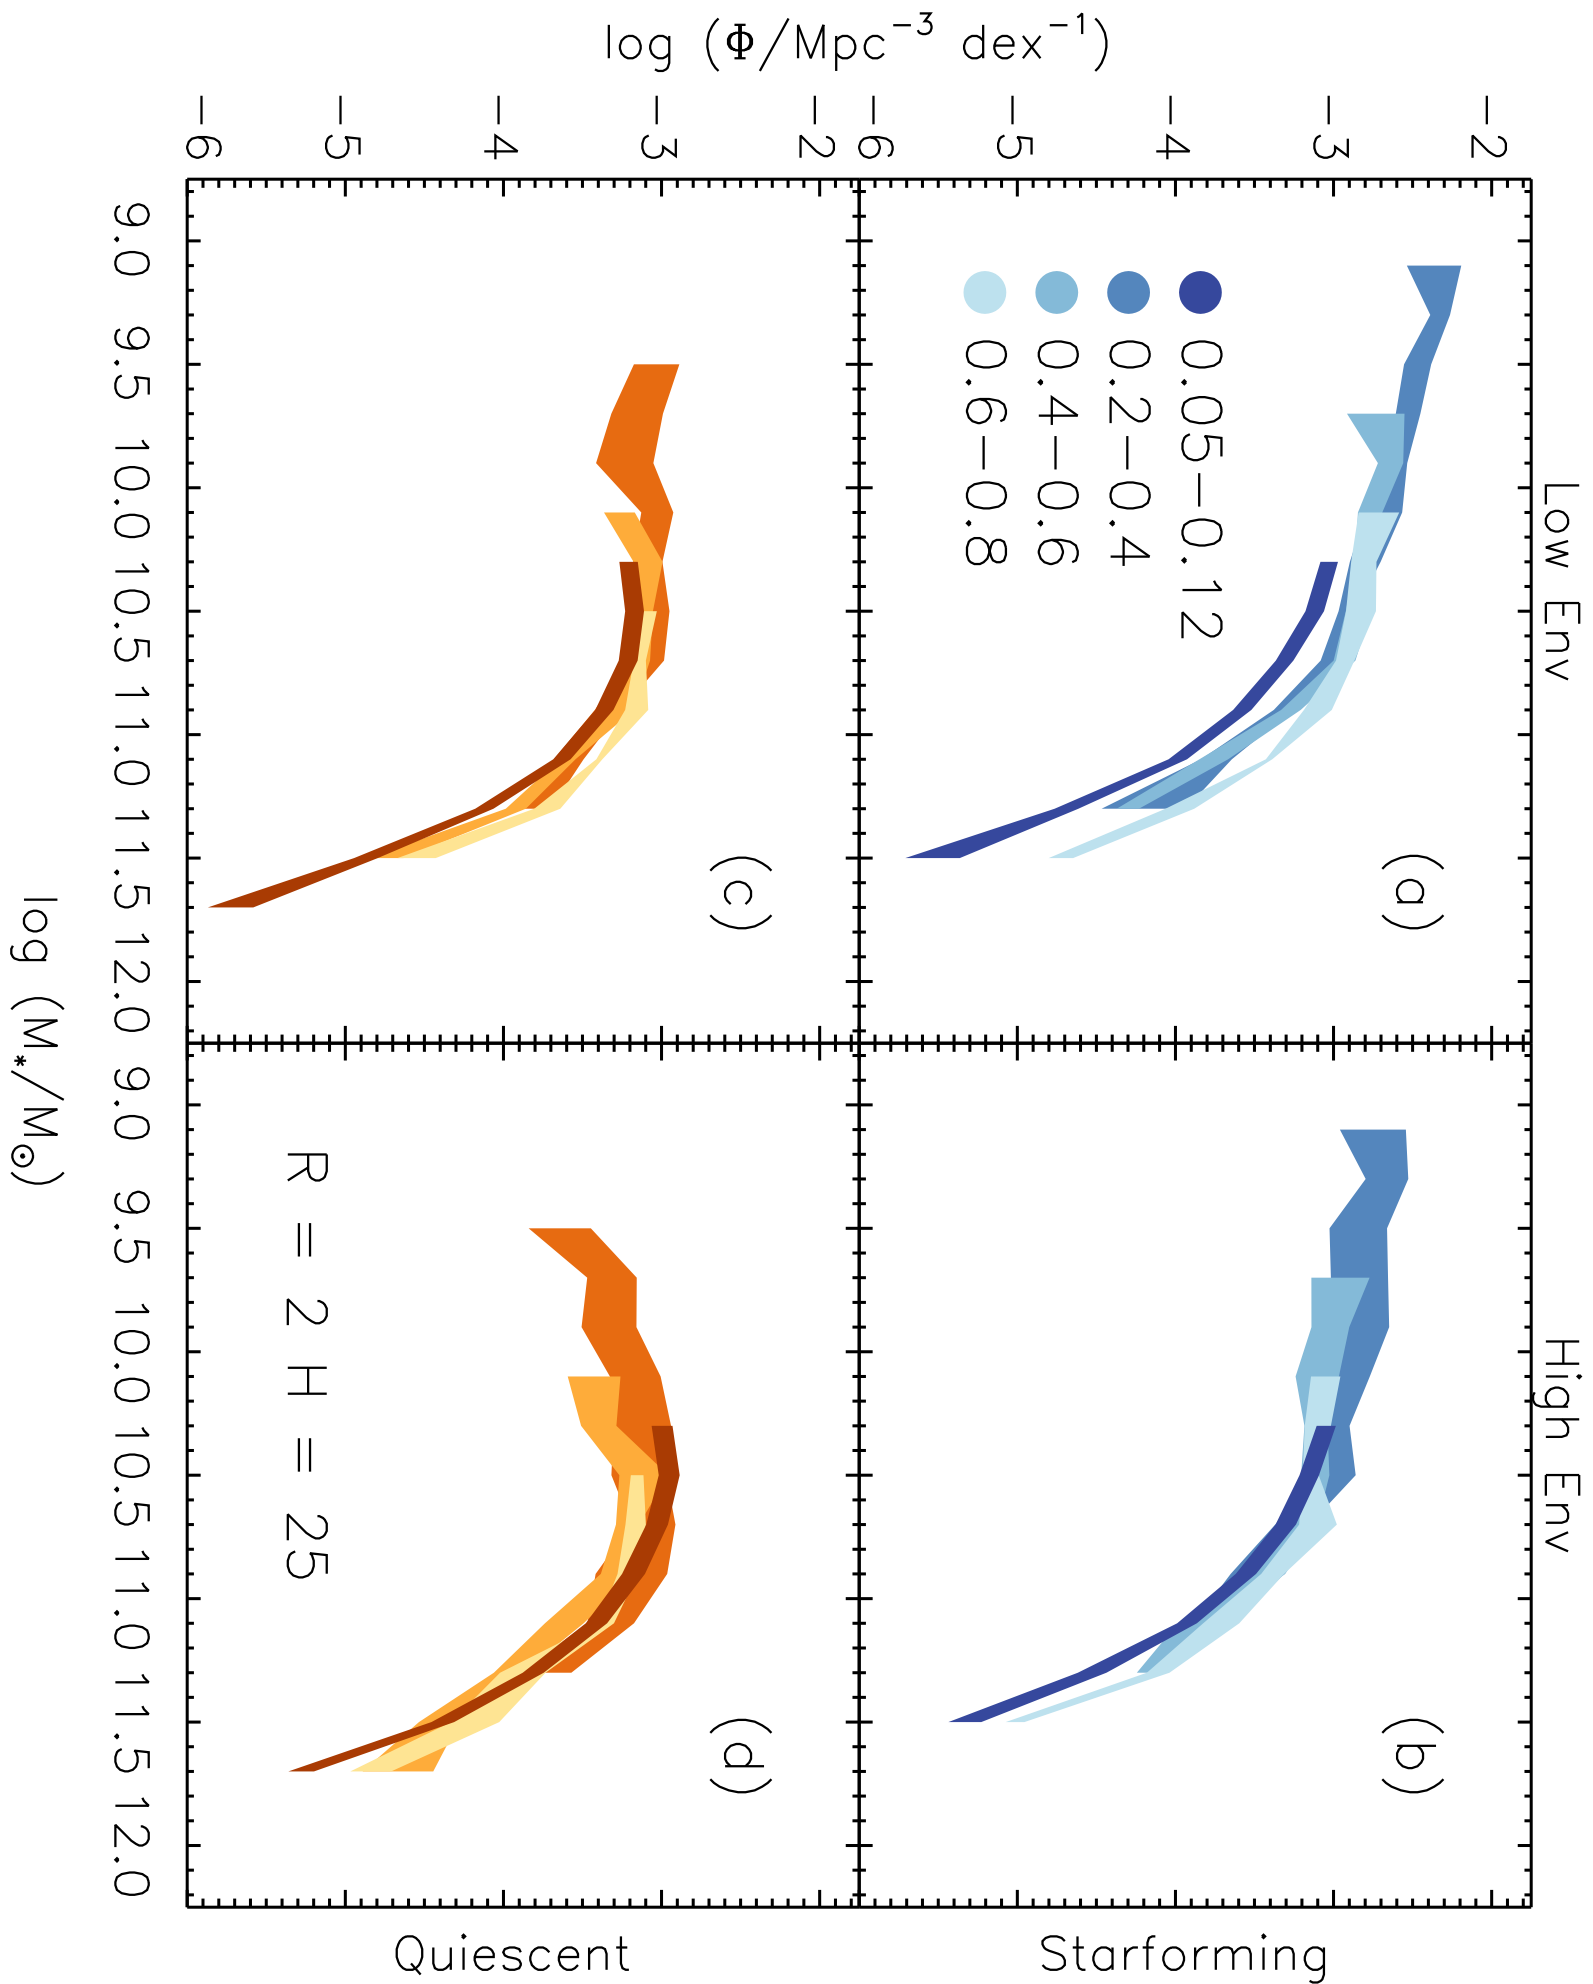 Low Env
High Env
(a)
(b)
0.05-0.12
0.2-0.4
0.4-0.6
0.6-0.8
Starforming
-2
-3
-4
-5
-6
log (Φ/Mpc⁻³ dex⁻¹)
(c)
(d)
R = 2 H = 25
Quiescent
-2
-3
-4
-5
-6
9.0 9.5 10.0 10.5 11.0 11.5 12.0
9.0 9.5 10.0 10.5 11.0 11.5 12.0
log (M*/M⊙)